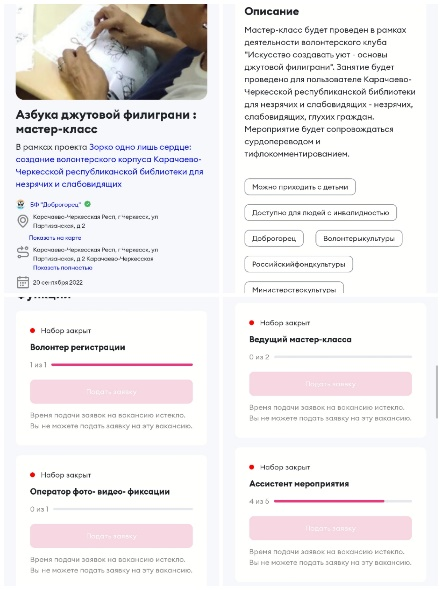 Азбука джутовой филиграни :
мастер-класс
В рамках проекта Зорко одно лишь сердце:
создание волонтерского корпуса Карачаево-
Черкесской республиканской библиотеки для
незрячих и слабовидящих
БФ "Доброгорец"
Карачаево-Черкесская Респ, г Черкесск, ул
Партизанская, д 2
Показать на карте
Карачаево-Черкесская Респ, г Черкесск, ул
Партизанская, д 2 Карачаево-Черкесская
Показать полностью
20 сентября 2022
Описание
Мастер-класс будет проведен в рамках
деятельности волонтерского клуба
"Искусство создавать уют - основы
джутовой филиграни". Занятие будет
проведено для пользователе Карачаево-
Черкесской республиканской библиотеки
для незрячих и слабовидящих - незрячих,
слабовидящих, глухих граждан.
Мероприятие будет сопровождаться
сурдопереводом и
тифлокомментированием.
Можно приходить с детьми
Доступно для людей с инвалидностью
Доброгорец
Волонтерыкультуры
Российскийфондкультуры
Министерствокультуры
Функции
Набор закрыт
Волонтер регистрации
1 из 1
Подать заявку
Время подачи заявок на вакансию истекло.
Вы не можете подать заявку на эту вакансию.
Набор закрыт
Оператор фото- видео- фиксации
0 из 1
Подать заявку
Время подачи заявок на вакансию истекло.
Вы не можете подать заявку на эту вакансию.
Набор закрыт
Ведущий мастер-класса
0 из 2
Подать заявку
Время подачи заявок на вакансию истекло.
Вы не можете подать заявку на эту вакансию.
Набор закрыт
Ассистент мероприятия
4 из 5
Подать заявку
Время подачи заявок на вакансию истекло.
Вы не можете подать заявку на эту вакансию.